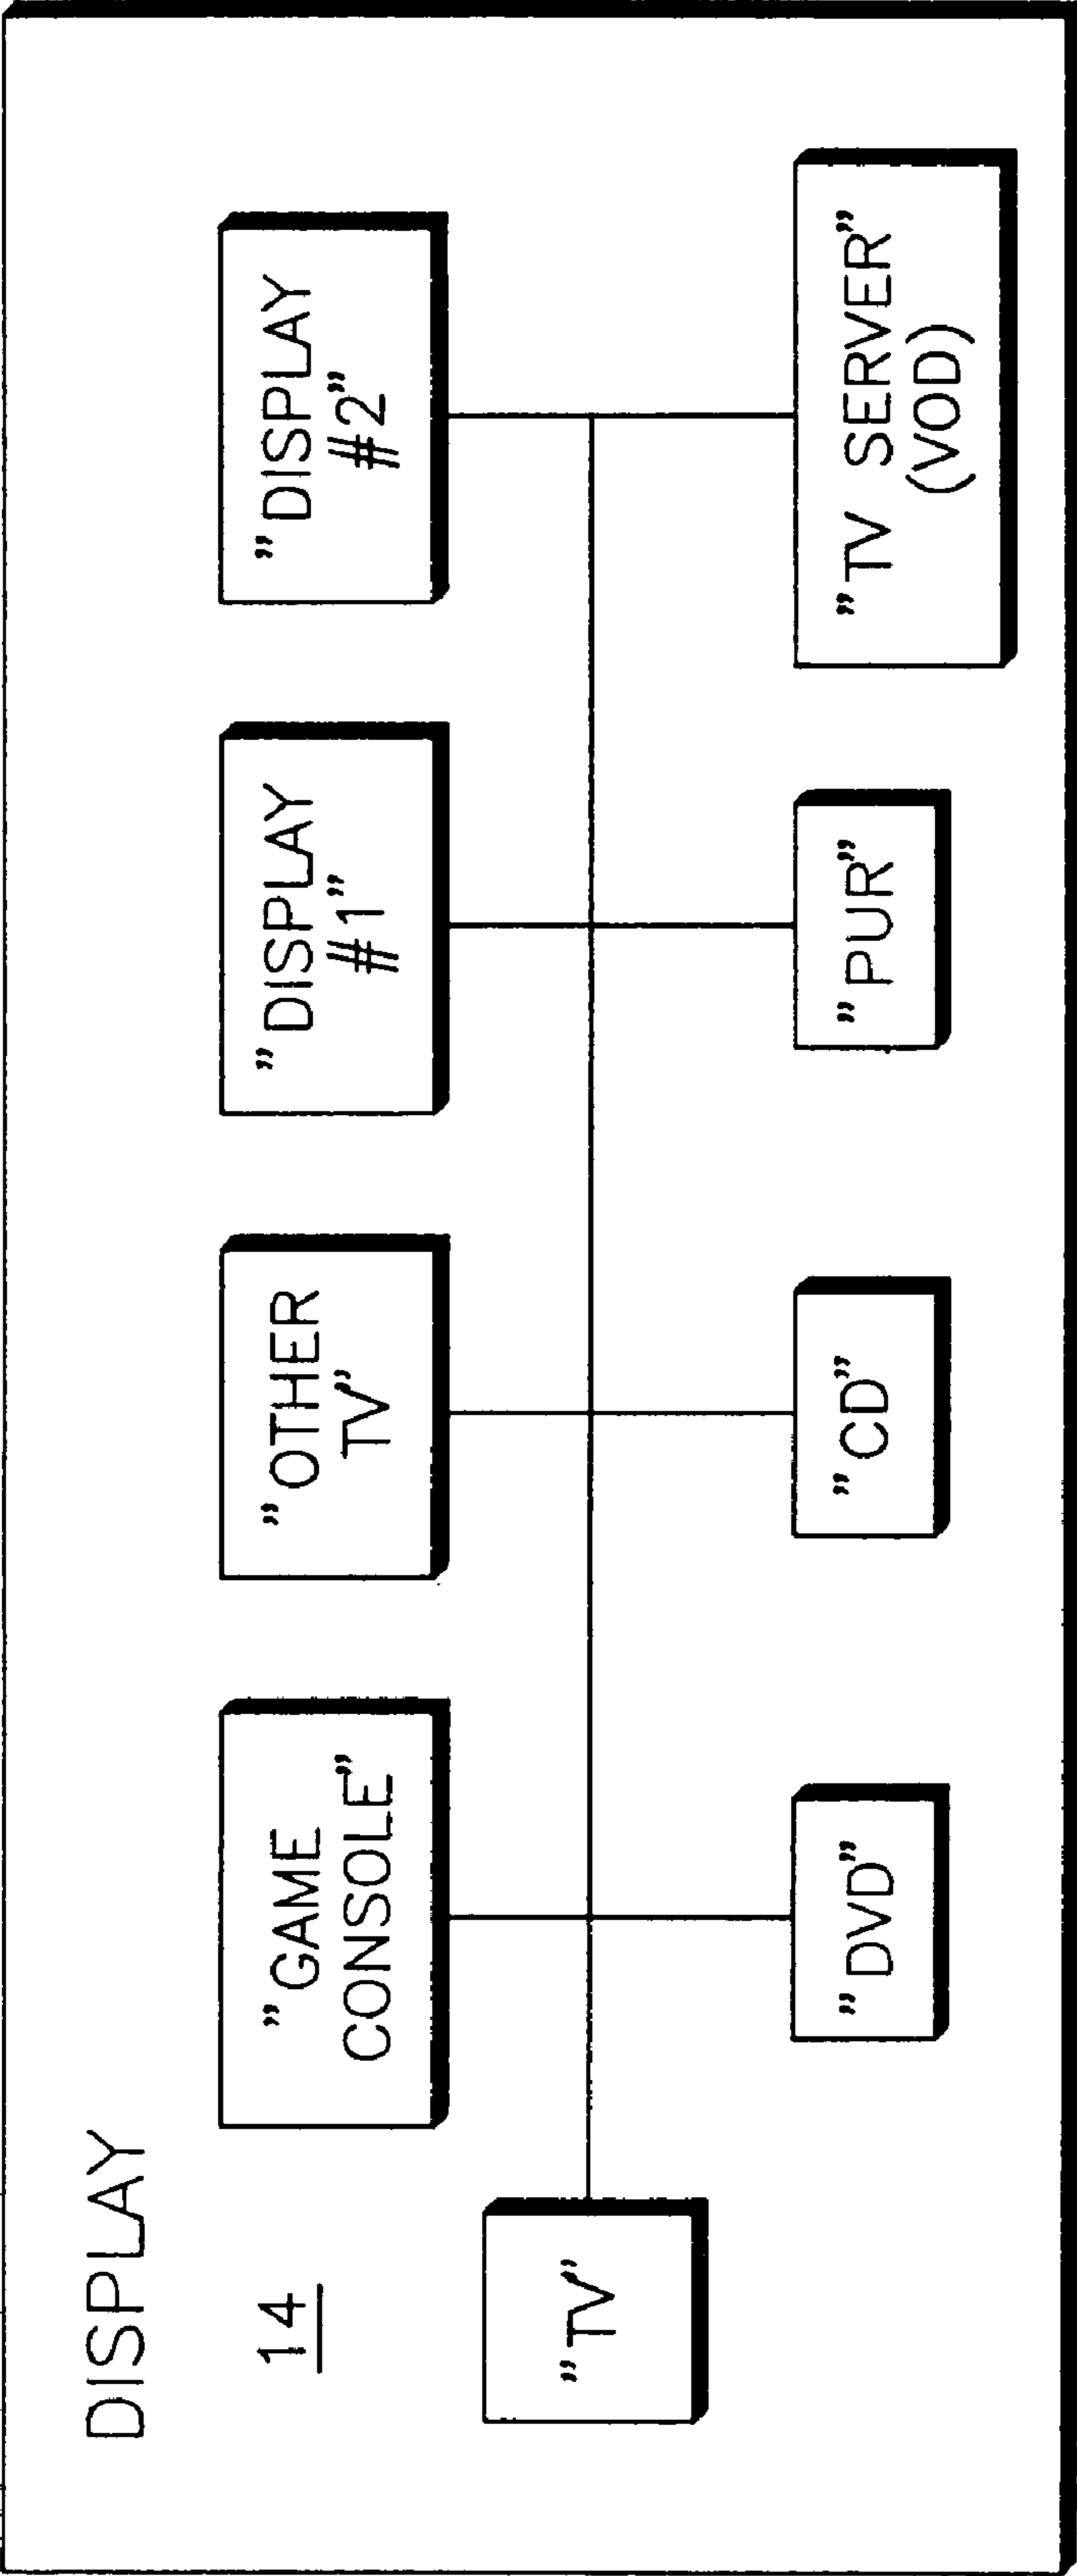 DISPLAY
14
"GAME
CONSOLE"
"OTHER
TV"
"DISPLAY
#1"
"DISPLAY
#2"
"TV"
"DVD"
"CD"
"PUR"
"TV SERVER"
(VOD)